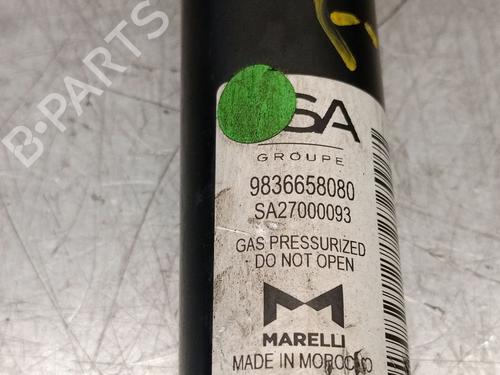 B-PARTS
SA
GROUPE
9836658080
SA27000093
GAS PRESSURIZED
DO NOT OPEN
MARELLI
MADE IN MOROCCO